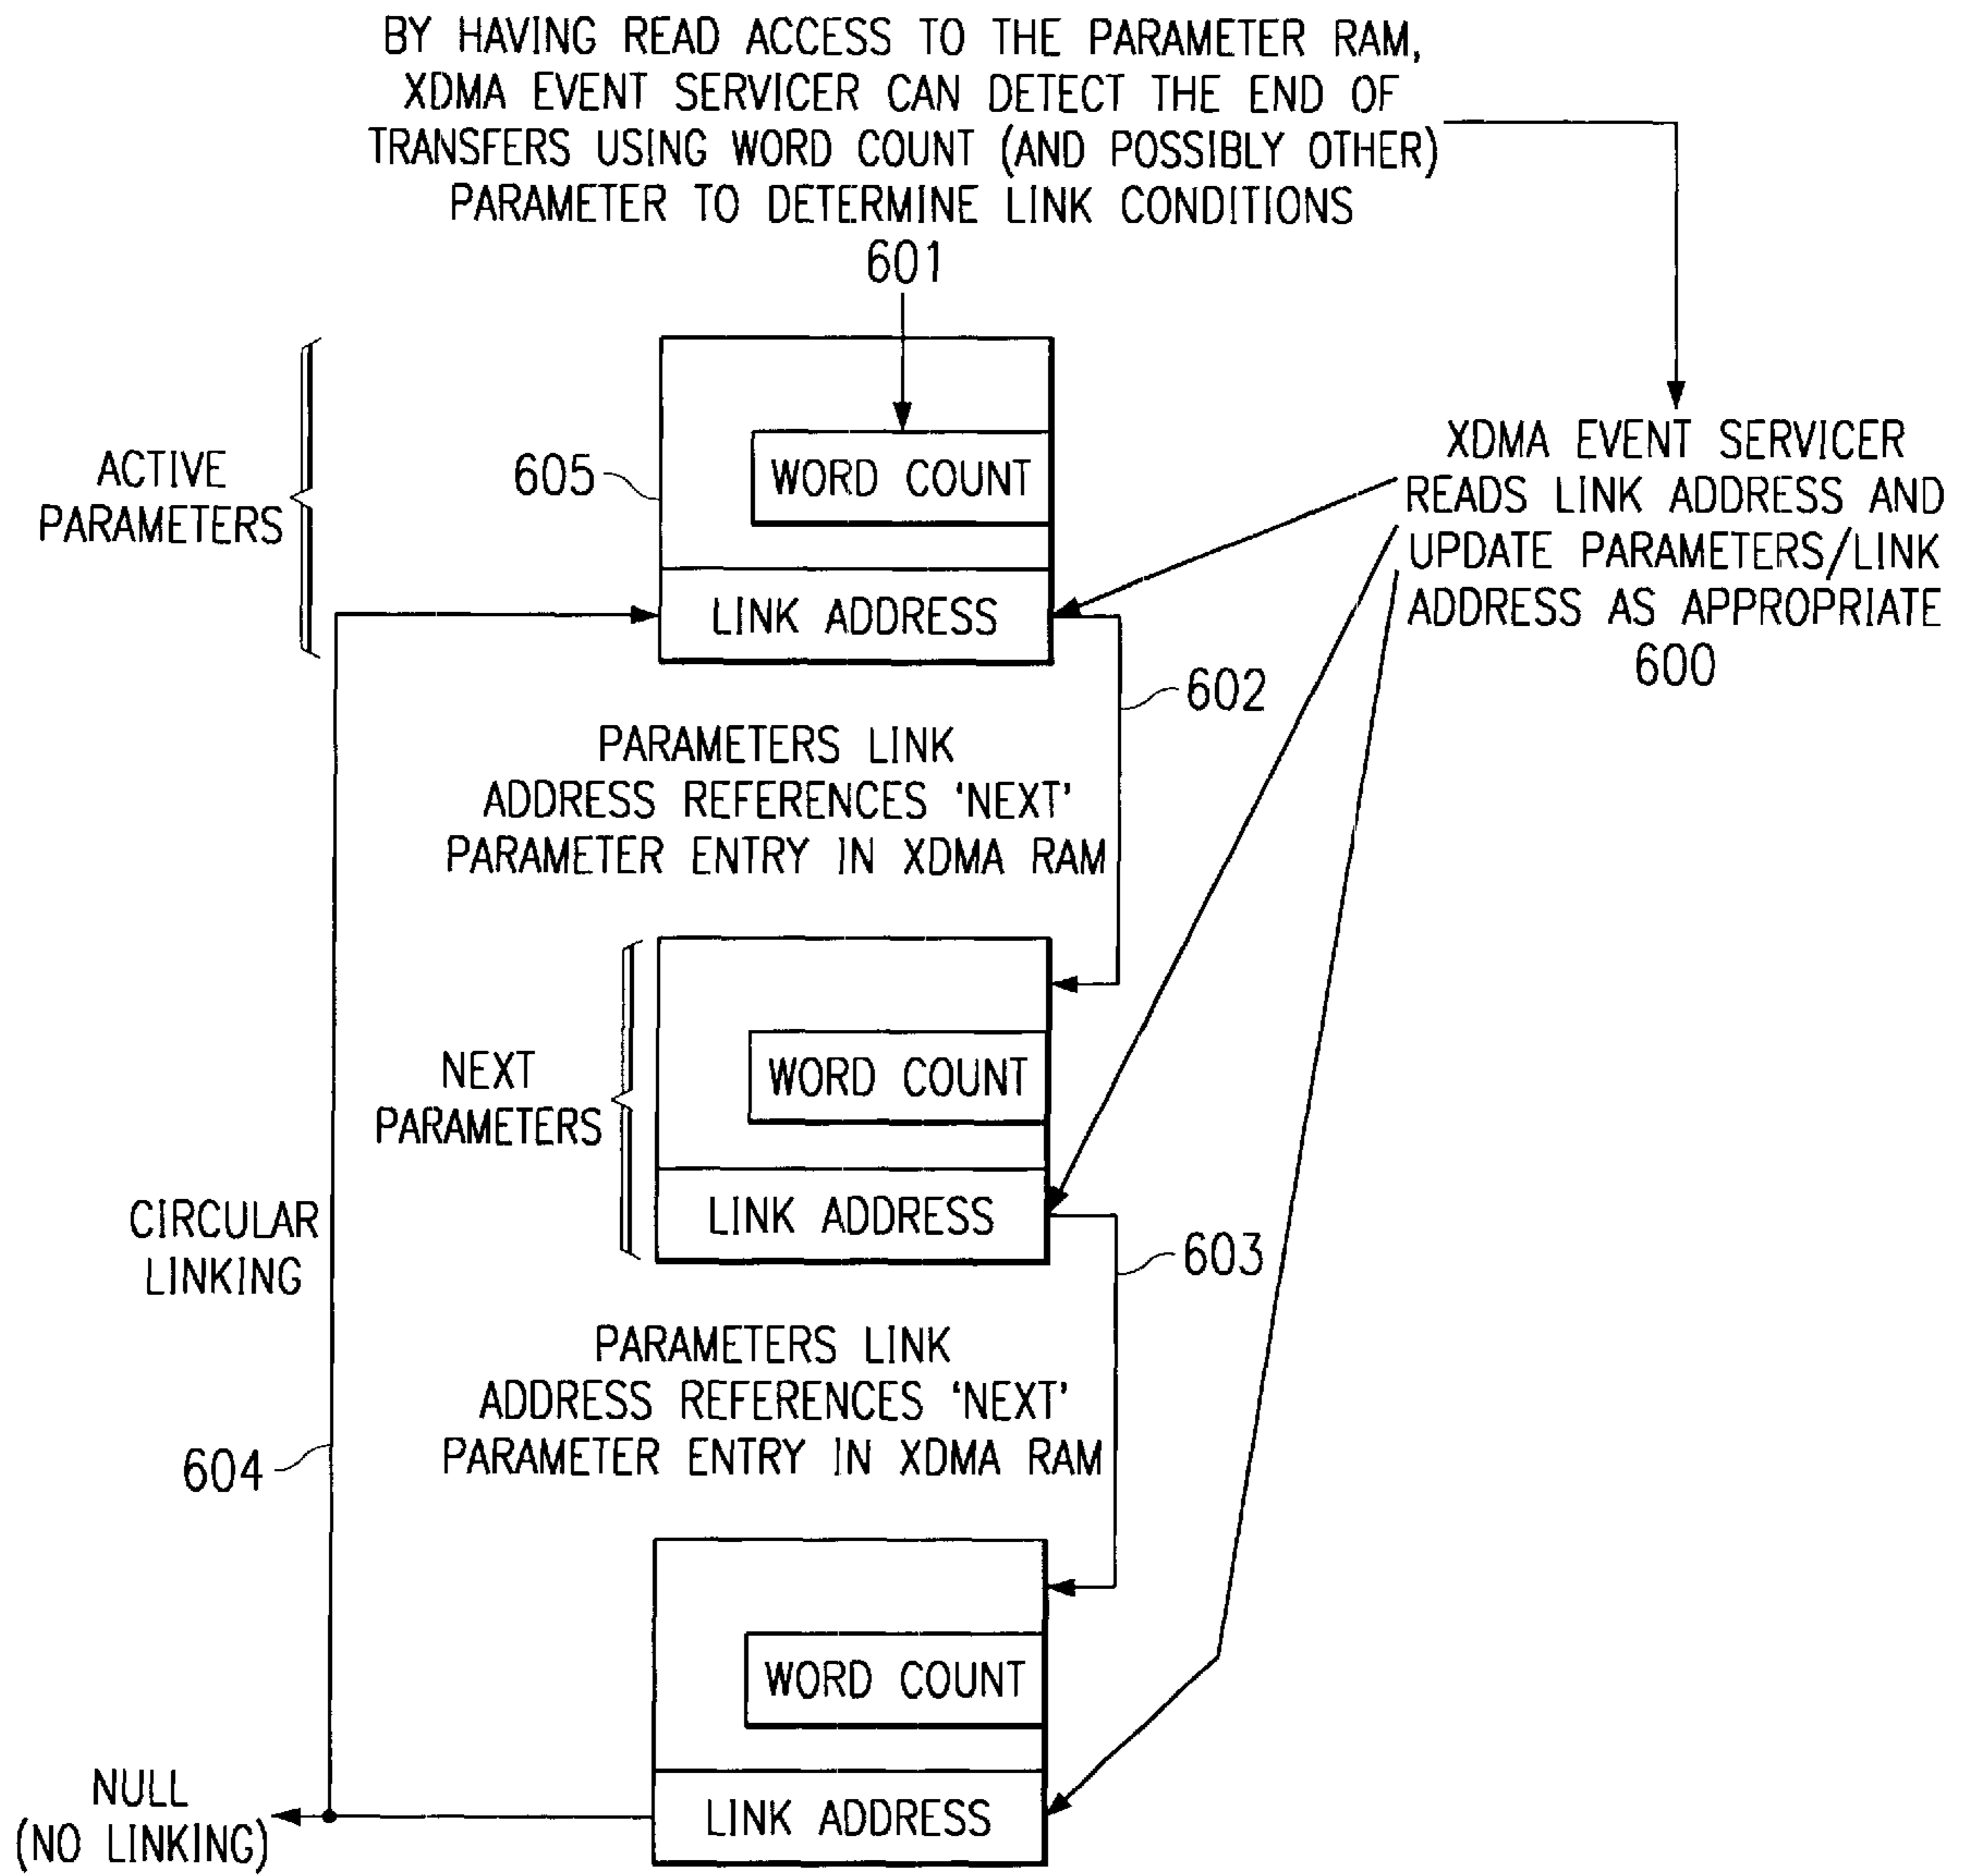 BY HAVING READ ACCESS TO THE PARAMETER RAM,
XDMA EVENT SERVICER CAN DETECT THE END OF
TRANSFERS USING WORD COUNT (AND POSSIBLY OTHER)
PARAMETER TO DETERMINE LINK CONDITIONS
601
ACTIVE
PARAMETERS
605
WORD COUNT
LINK ADDRESS
XDMA EVENT SERVICER
READS LINK ADDRESS AND
UPDATE PARAMETERS/LINK
ADDRESS AS APPROPRIATE
600
602
PARAMETERS LINK
ADDRESS REFERENCES 'NEXT'
PARAMETER ENTRY IN XDMA RAM
NEXT
PARAMETERS
WORD COUNT
LINK ADDRESS
CIRCULAR
LINKING
603
PARAMETERS LINK
ADDRESS REFERENCES 'NEXT'
PARAMETER ENTRY IN XDMA RAM
604
WORD COUNT
LINK ADDRESS
NULL
(NO LINKING)